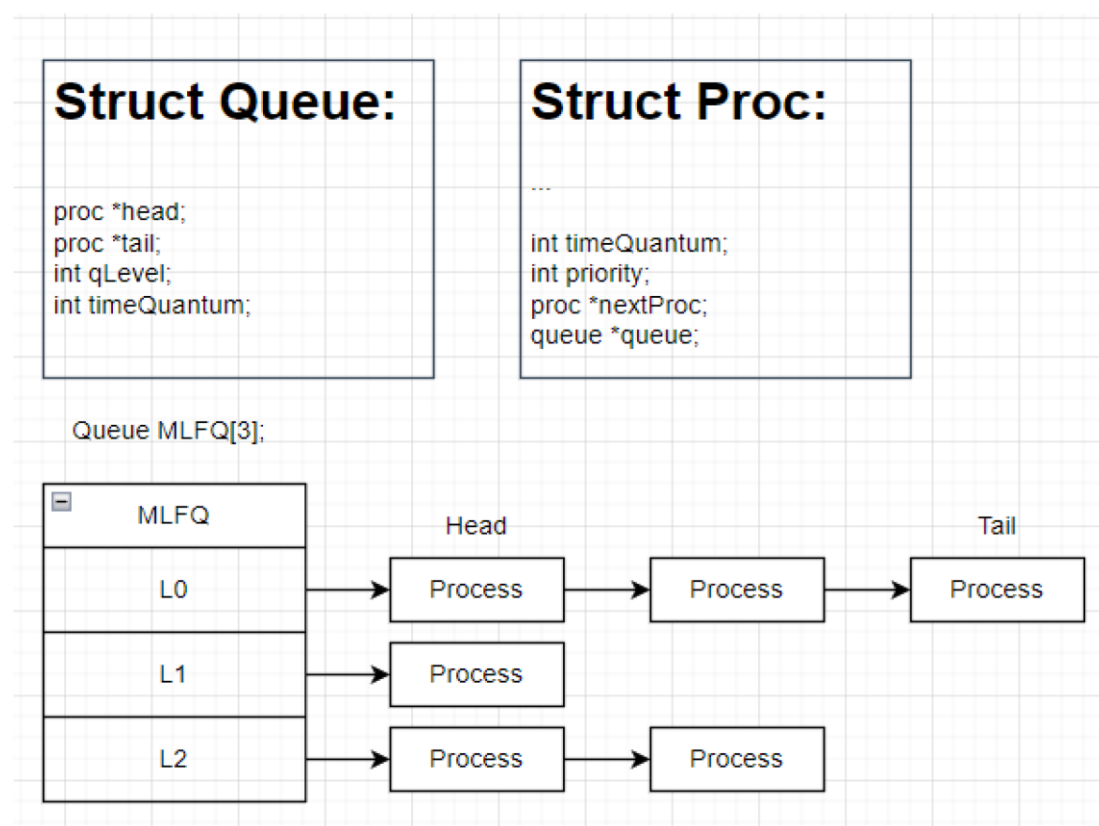 Struct Queue:
proc *head;
proc *tail;
int qLevel;
int timeQuantum;
Struct Proc:
...
int timeQuantum;
int priority;
proc *nextProc;
queue *queue;
Queue MLFQ[3];
MLFQ
Head
Tail
L0
Process
Process
Process
L1
Process
L2
Process
Process